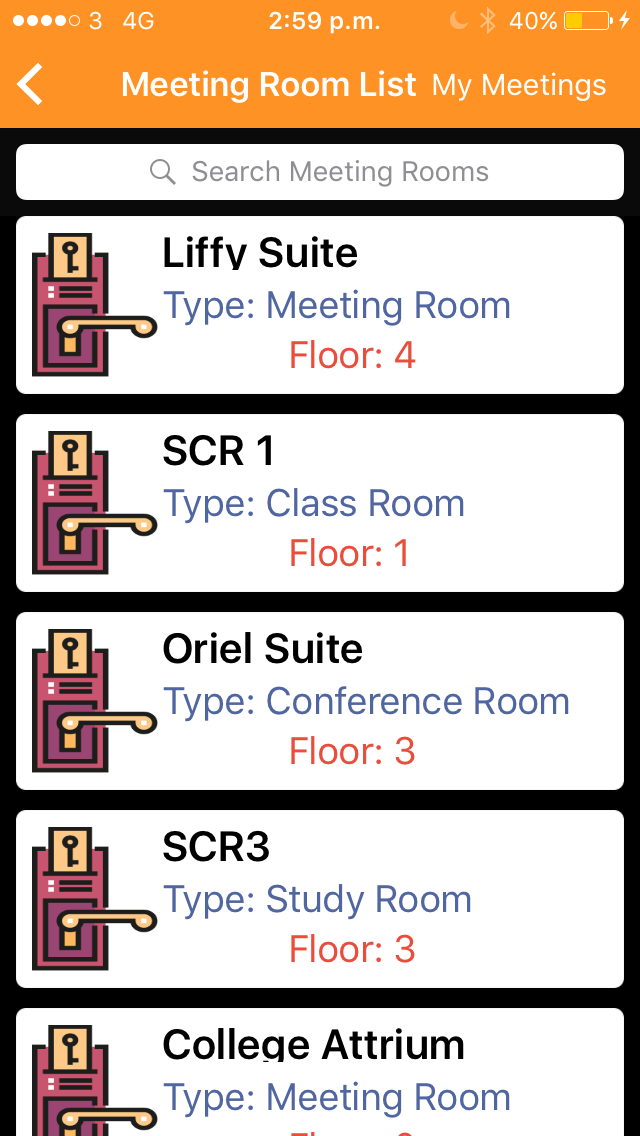 3 4G 2:59 p.m. 40%
Meeting Room List My Meetings
Search Meeting Rooms
Liffy Suite
Type: Meeting Room
Floor: 4
SCR 1
Type: Class Room
Floor: 1
Oriel Suite
Type: Conference Room
Floor: 3
SCR3
Type: Study Room
Floor: 3
College Attrium
Type: Meeting Room